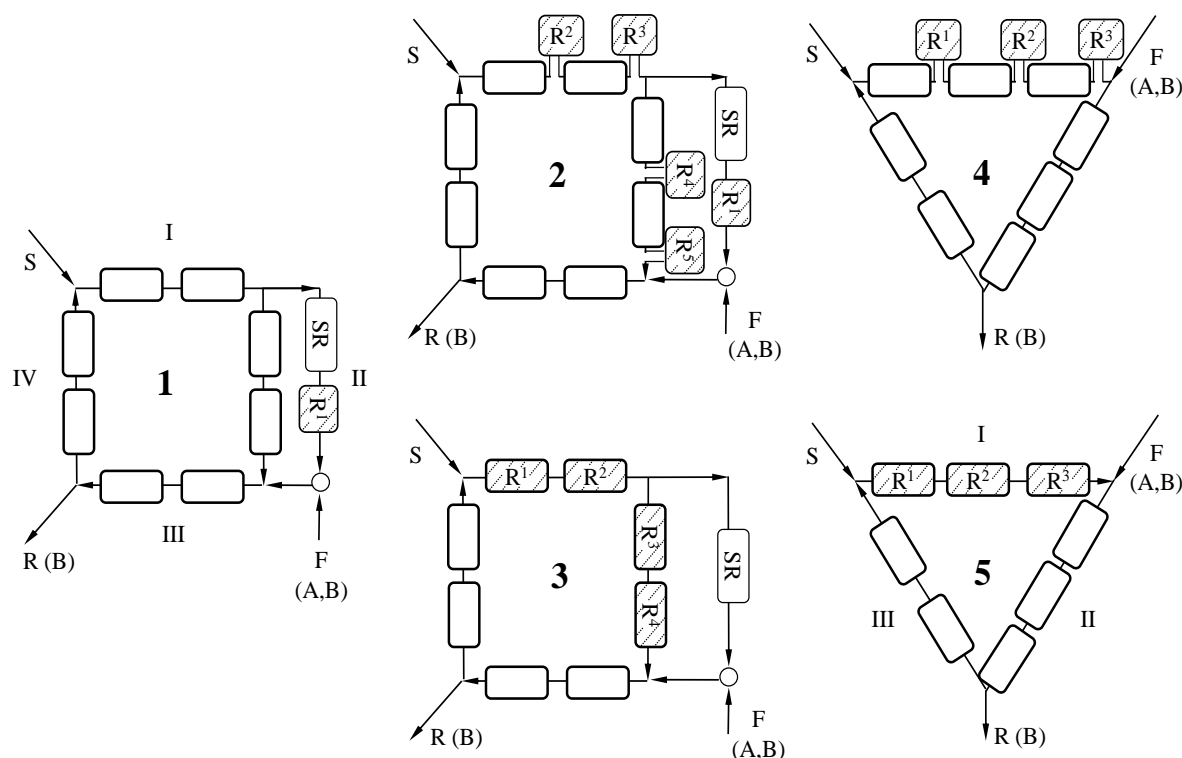 S
I
IV
1
SR
R¹
II
III
R (B)
F
(A,B)
S
R²
R³
2
SR
R⁴
R¹
R⁵
R (B)
F
(A,B)
S
R¹
R²
3
R³
R⁴
SR
R (B)
F
(A,B)
S
R¹
R²
R³
F
(A,B)
4
R (B)
S
I
F
(A,B)
R¹
R²
R³
5
III
II
R (B)